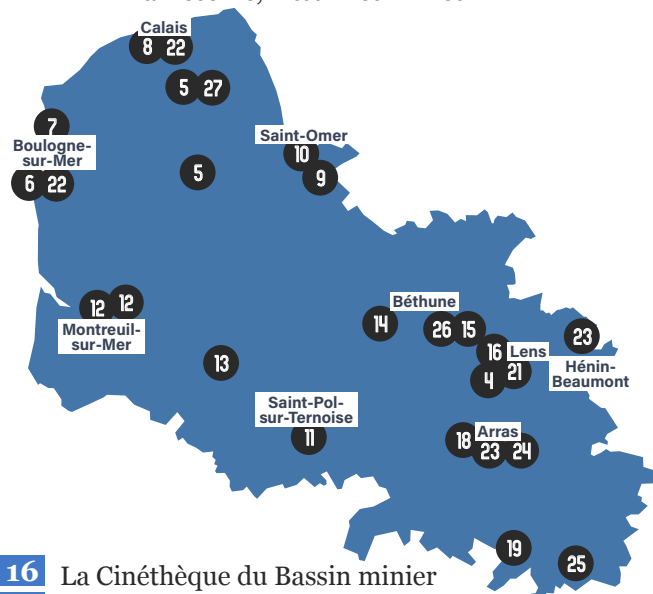 Calais
8 22
5 27
7
Boulogne-
sur-Mer
6 22
5
Saint-Omer
10
9
12 12
Montreuil-
sur-Mer
13
14
Béthune
26 15
16 Lens
4 21
23
Hénin-
Beaumont
Saint-Pol-
sur-Ternoise
11
Arras
18 23 24
19
25
16 La Cinéthèque du Bassin minier